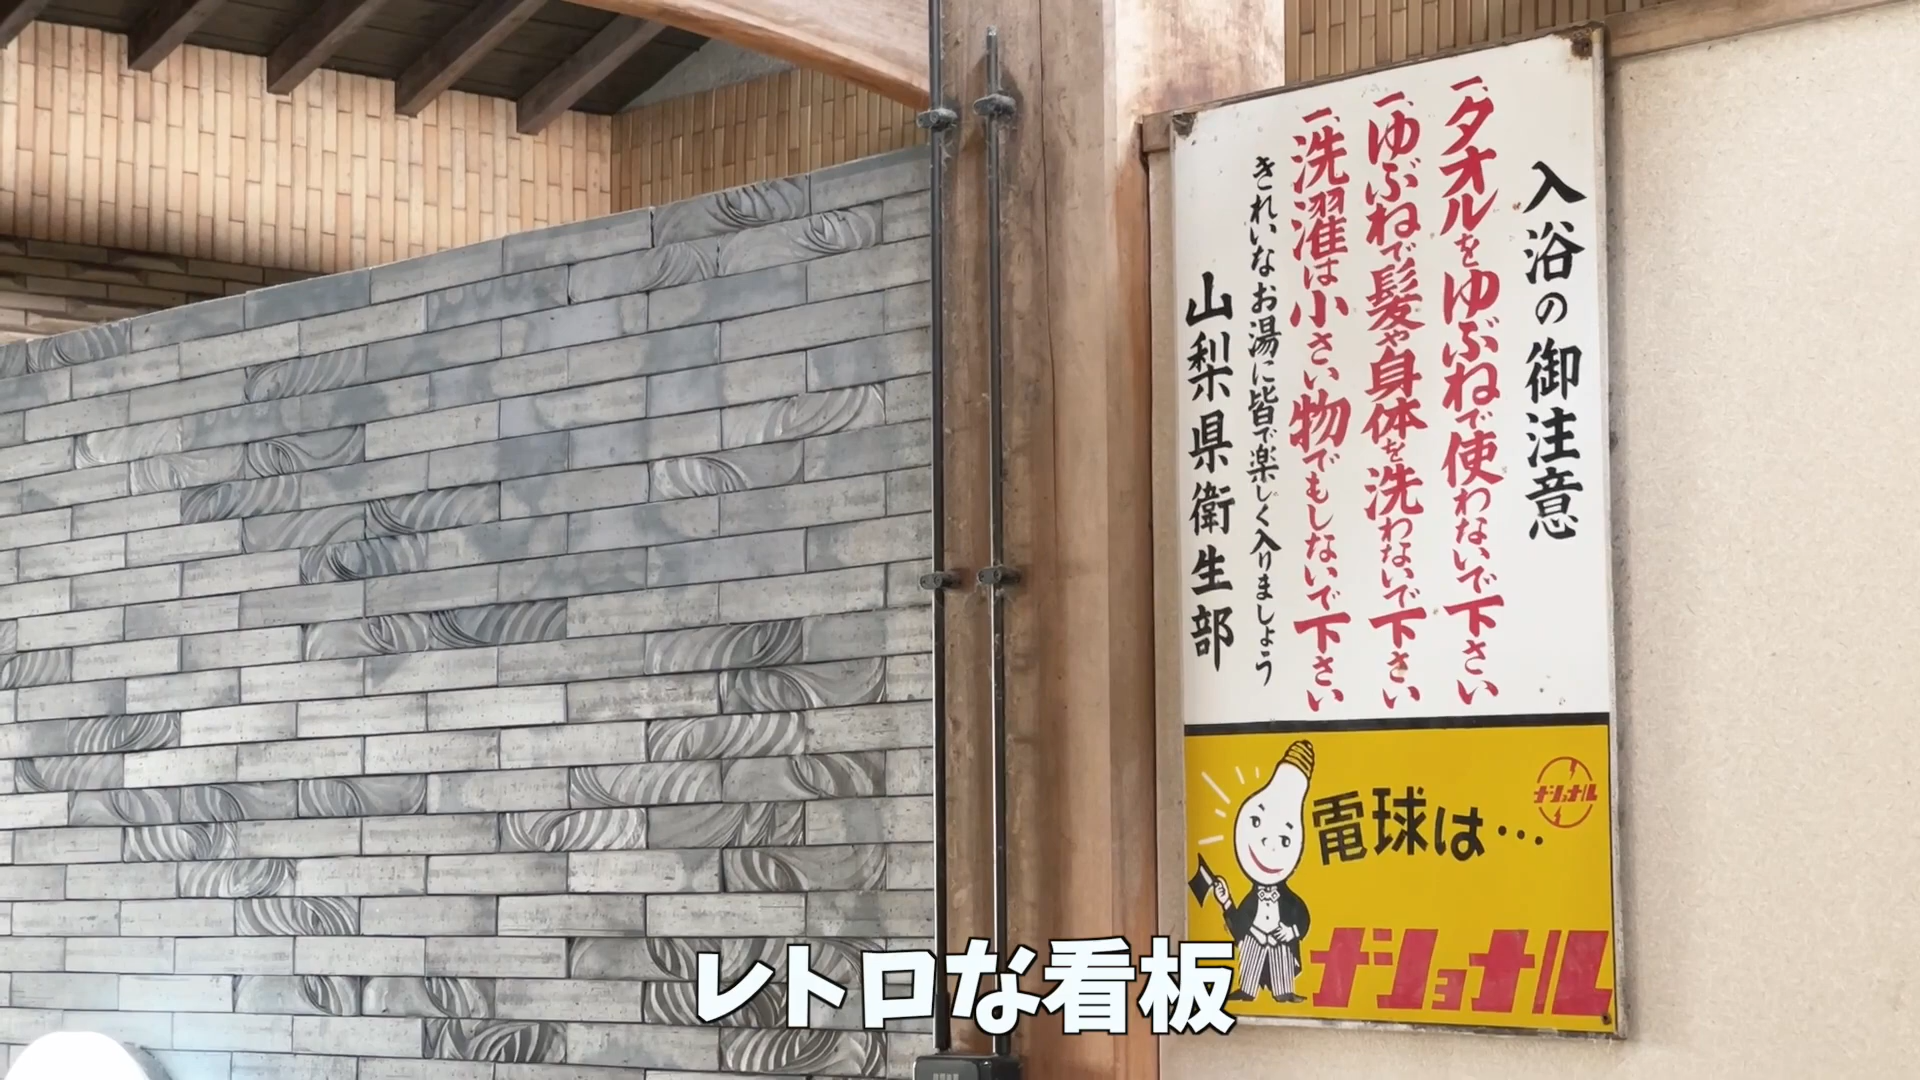 入浴の御注意
一、タオルをゆぶねで使わないで下さい
一、ゆぶねで髪や身体を洗わないで下さい
一、洗濯は小さい物でもしないで下さい
きれいなお湯に皆で楽しく入りましょう
山梨県衛生部
ナショナル
電球は…
ナショナル
レトロな看板